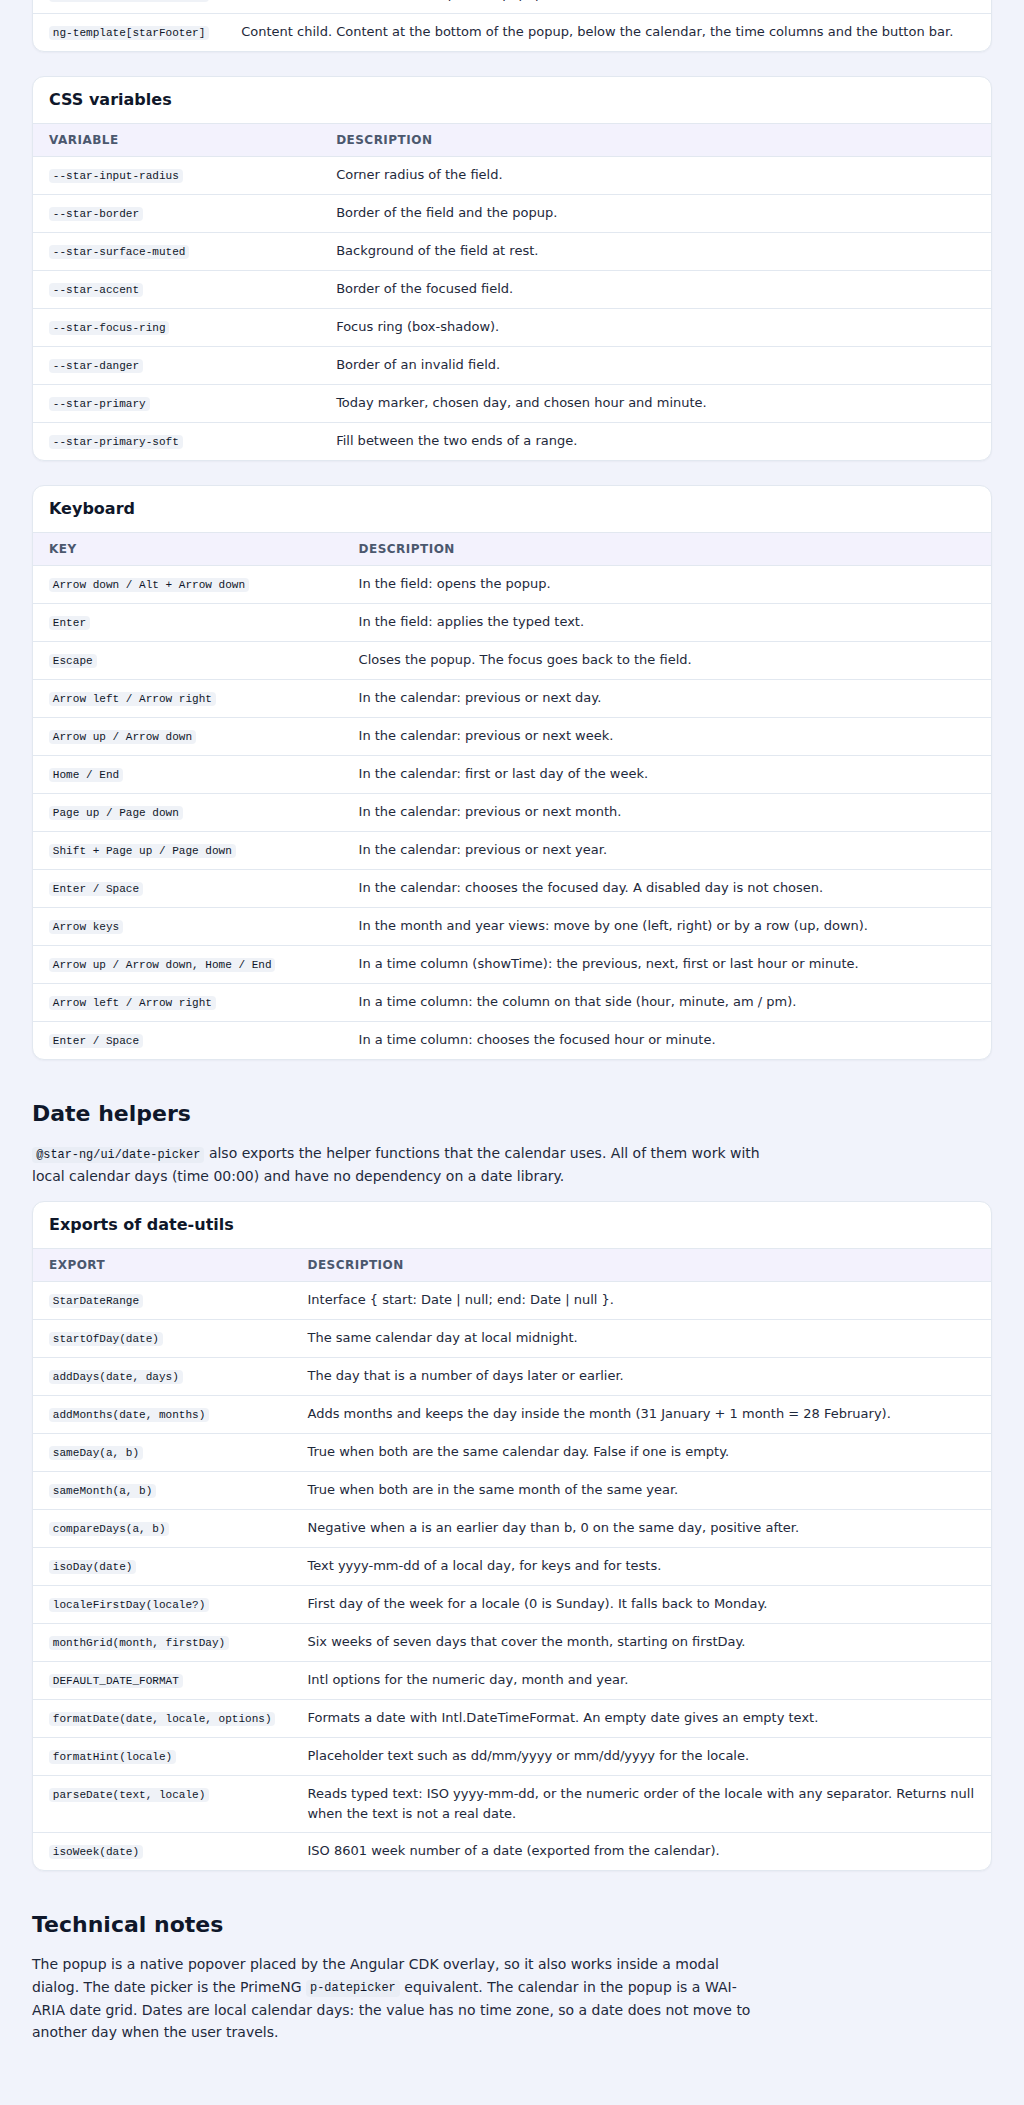 ng-template[starFooter] Content child. Content at the bottom of the popup, below the calendar, the time columns and the button bar.
CSS variables
VARIABLE DESCRIPTION
--star-input-radius Corner radius of the field.
--star-border Border of the field and the popup.
--star-surface-muted Background of the field at rest.
--star-accent Border of the focused field.
--star-focus-ring Focus ring (box-shadow).
--star-danger Border of an invalid field.
--star-primary Today marker, chosen day, and chosen hour and minute.
--star-primary-soft Fill between the two ends of a range.
Keyboard
KEY DESCRIPTION
Arrow down / Alt + Arrow down In the field: opens the popup.
Enter In the field: applies the typed text.
Escape Closes the popup. The focus goes back to the field.
Arrow left / Arrow right In the calendar: previous or next day.
Arrow up / Arrow down In the calendar: previous or next week.
Home / End In the calendar: first or last day of the week.
Page up / Page down In the calendar: previous or next month.
Shift + Page up / Page down In the calendar: previous or next year.
Enter / Space In the calendar: chooses the focused day. A disabled day is not chosen.
Arrow keys In the month and year views: move by one (left, right) or by a row (up, down).
Arrow up / Arrow down, Home / End In a time column (showTime): the previous, next, first or last hour or minute.
Arrow left / Arrow right In a time column: the column on that side (hour, minute, am / pm).
Enter / Space In a time column: chooses the focused hour or minute.
Date helpers
@star-ng/ui/date-picker also exports the helper functions that the calendar uses. All of them work with
local calendar days (time 00:00) and have no dependency on a date library.
Exports of date-utils
EXPORT DESCRIPTION
StarDateRange Interface { start: Date | null; end: Date | null }.
startOfDay(date) The same calendar day at local midnight.
addDays(date, days) The day that is a number of days later or earlier.
addMonths(date, months) Adds months and keeps the day inside the month (31 January + 1 month = 28 February).
sameDay(a, b) True when both are the same calendar day. False if one is empty.
sameMonth(a, b) True when both are in the same month of the same year.
compareDays(a, b) Negative when a is an earlier day than b, 0 on the same day, positive after.
isoDay(date) Text yyyy-mm-dd of a local day, for keys and for tests.
localeFirstDay(locale?) First day of the week for a locale (0 is Sunday). It falls back to Monday.
monthGrid(month, firstDay) Six weeks of seven days that cover the month, starting on firstDay.
DEFAULT_DATE_FORMAT Intl options for the numeric day, month and year.
formatDate(date, locale, options) Formats a date with Intl.DateTimeFormat. An empty date gives an empty text.
formatHint(locale) Placeholder text such as dd/mm/yyyy or mm/dd/yyyy for the locale.
parseDate(text, locale) Reads typed text: ISO yyyy-mm-dd, or the numeric order of the locale with any separator. Returns null
when the text is not a real date.
isoWeek(date) ISO 8601 week number of a date (exported from the calendar).
Technical notes
The popup is a native popover placed by the Angular CDK overlay, so it also works inside a modal
dialog. The date picker is the PrimeNG p-datepicker equivalent. The calendar in the popup is a WAI-
ARIA date grid. Dates are local calendar days: the value has no time zone, so a date does not move to
another day when the user travels.